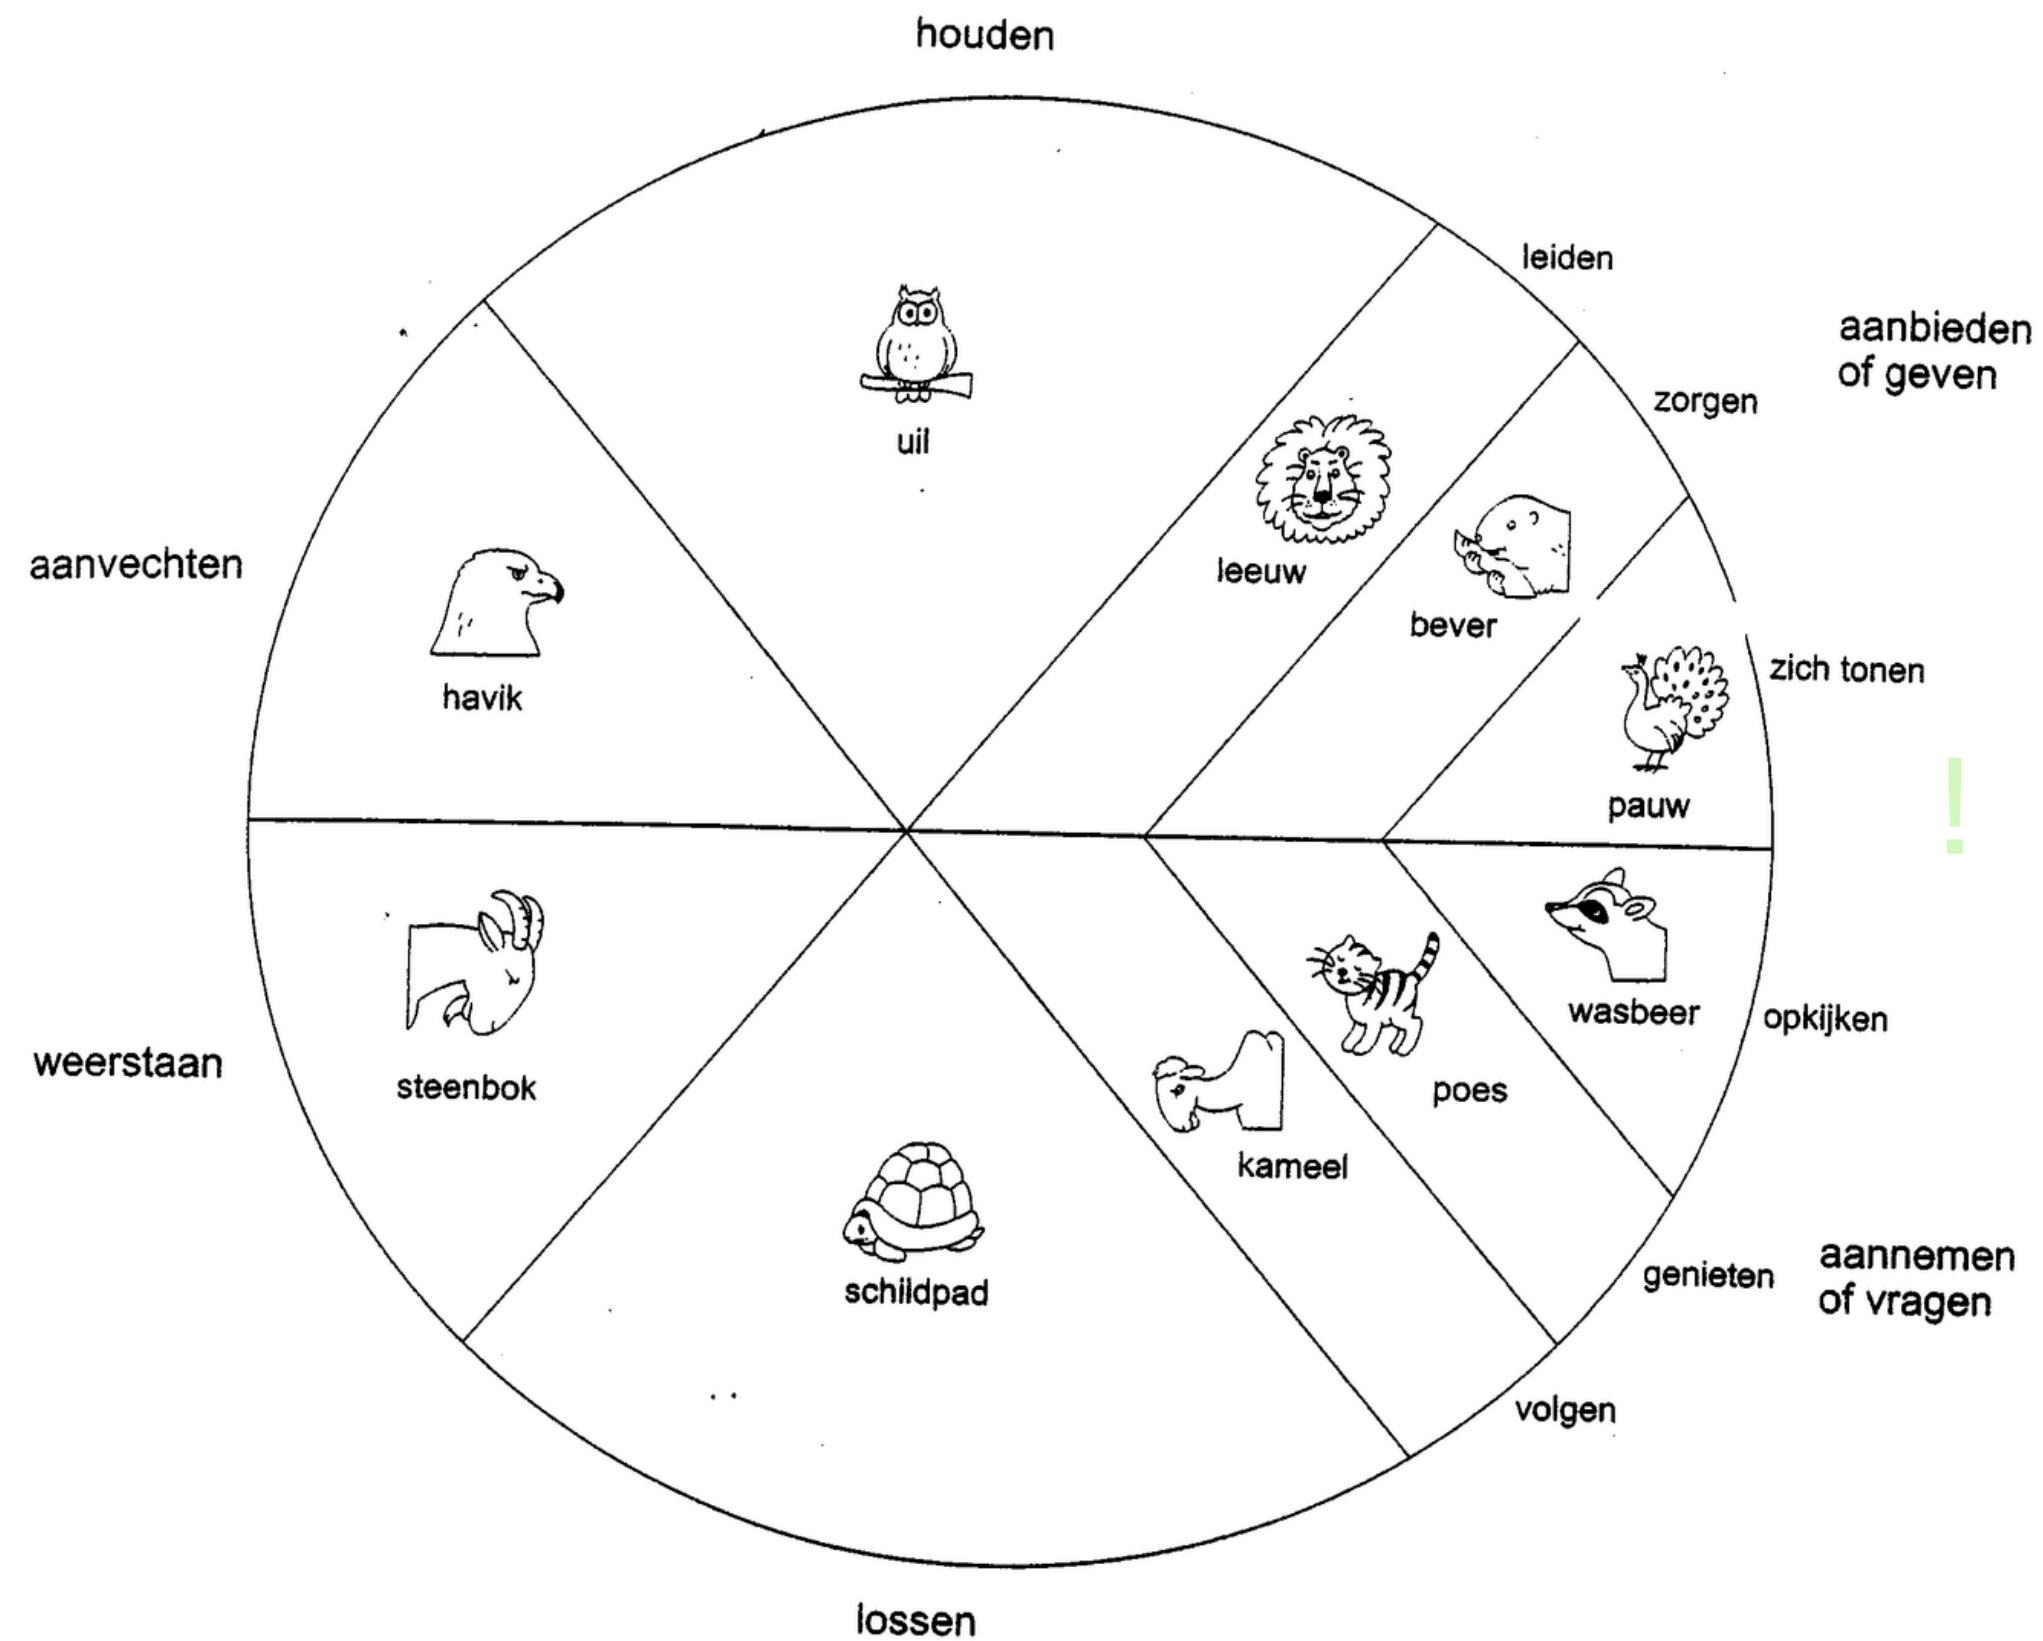 houden
leiden
aanbieden
of geven
zorgen
uil
aanvechten
leeuw
bever
havik
zich tonen
pauw
!
wasbeer
opkijken
weerstaan
steenbok
poes
kameel
schildpad
genieten
aannemen
of vragen
volgen
lossen